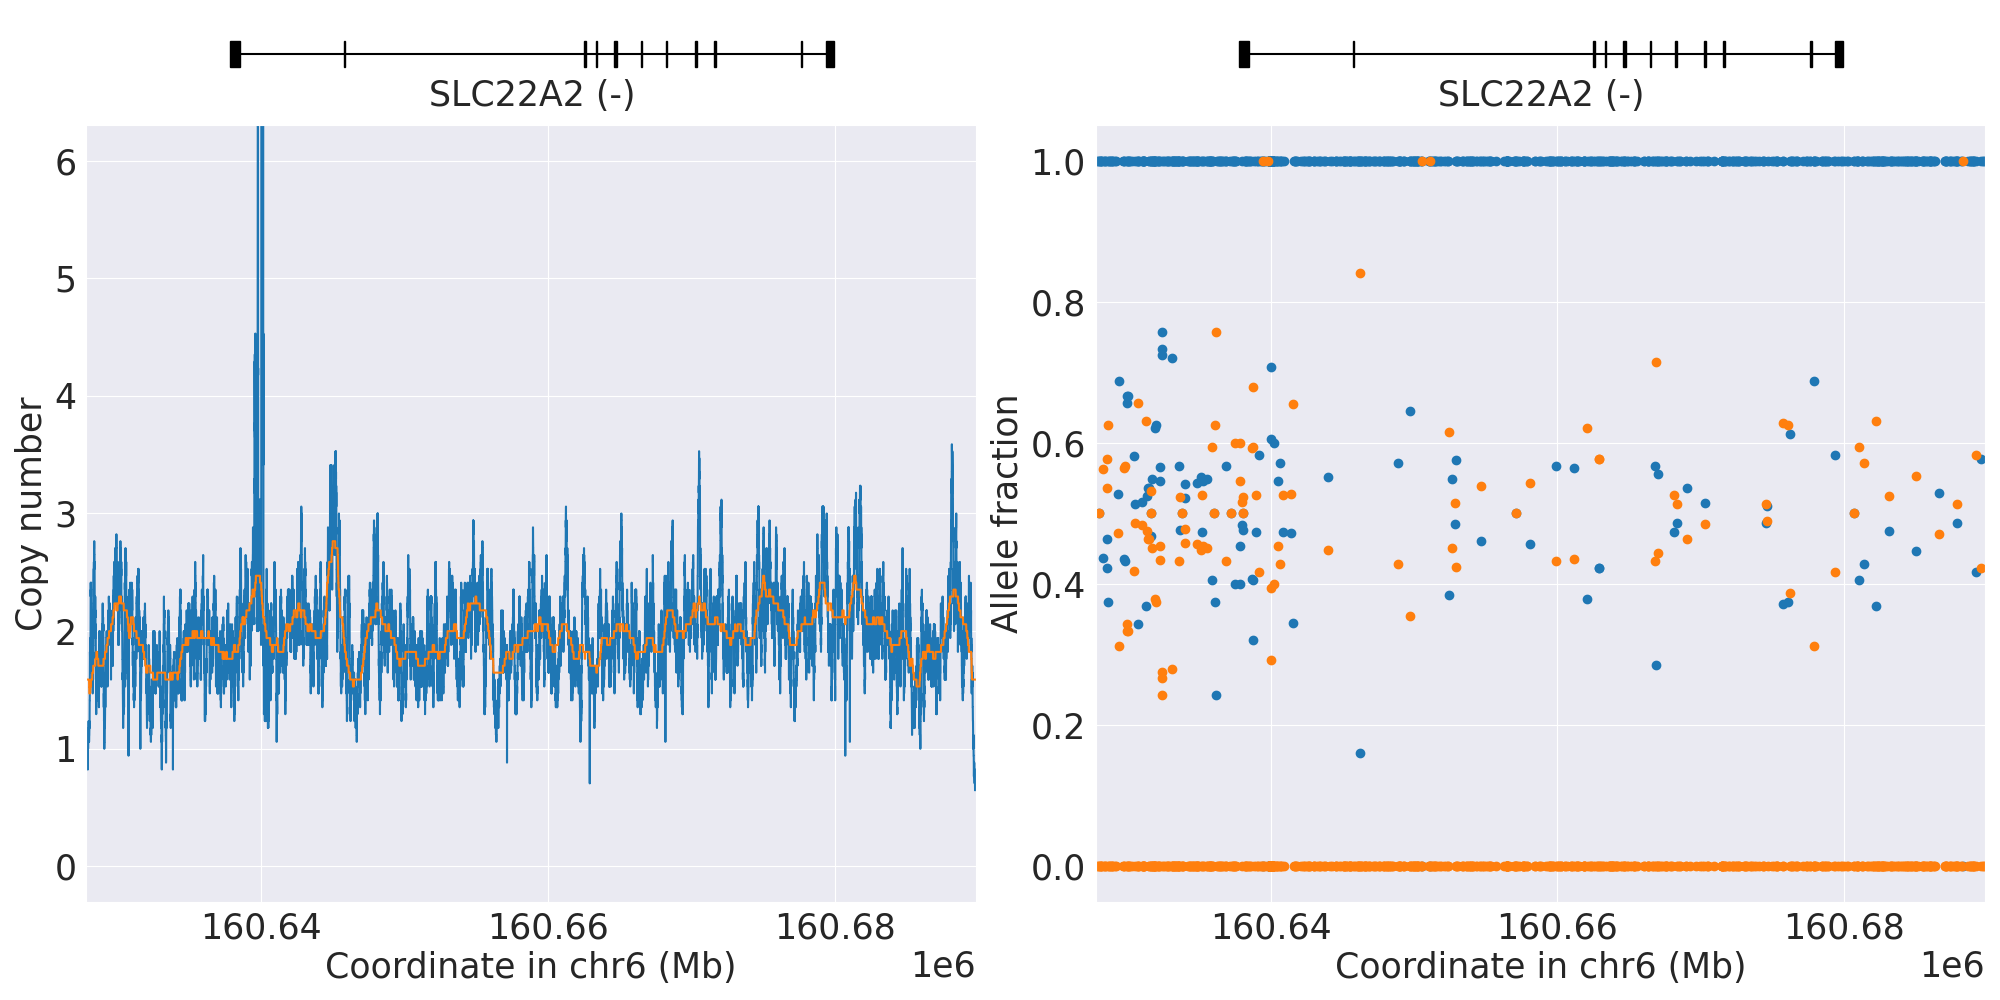 SLC22A2 (-)
6
5
4
3
2
1
0
Copy number
160.64
160.66
160.68
Coordinate in chr6 (Mb)
1e6
SLC22A2 (-)
1.0
0.8
0.6
0.4
0.2
0.0
Allele fraction
160.64
160.66
160.68
Coordinate in chr6 (Mb)
1e6